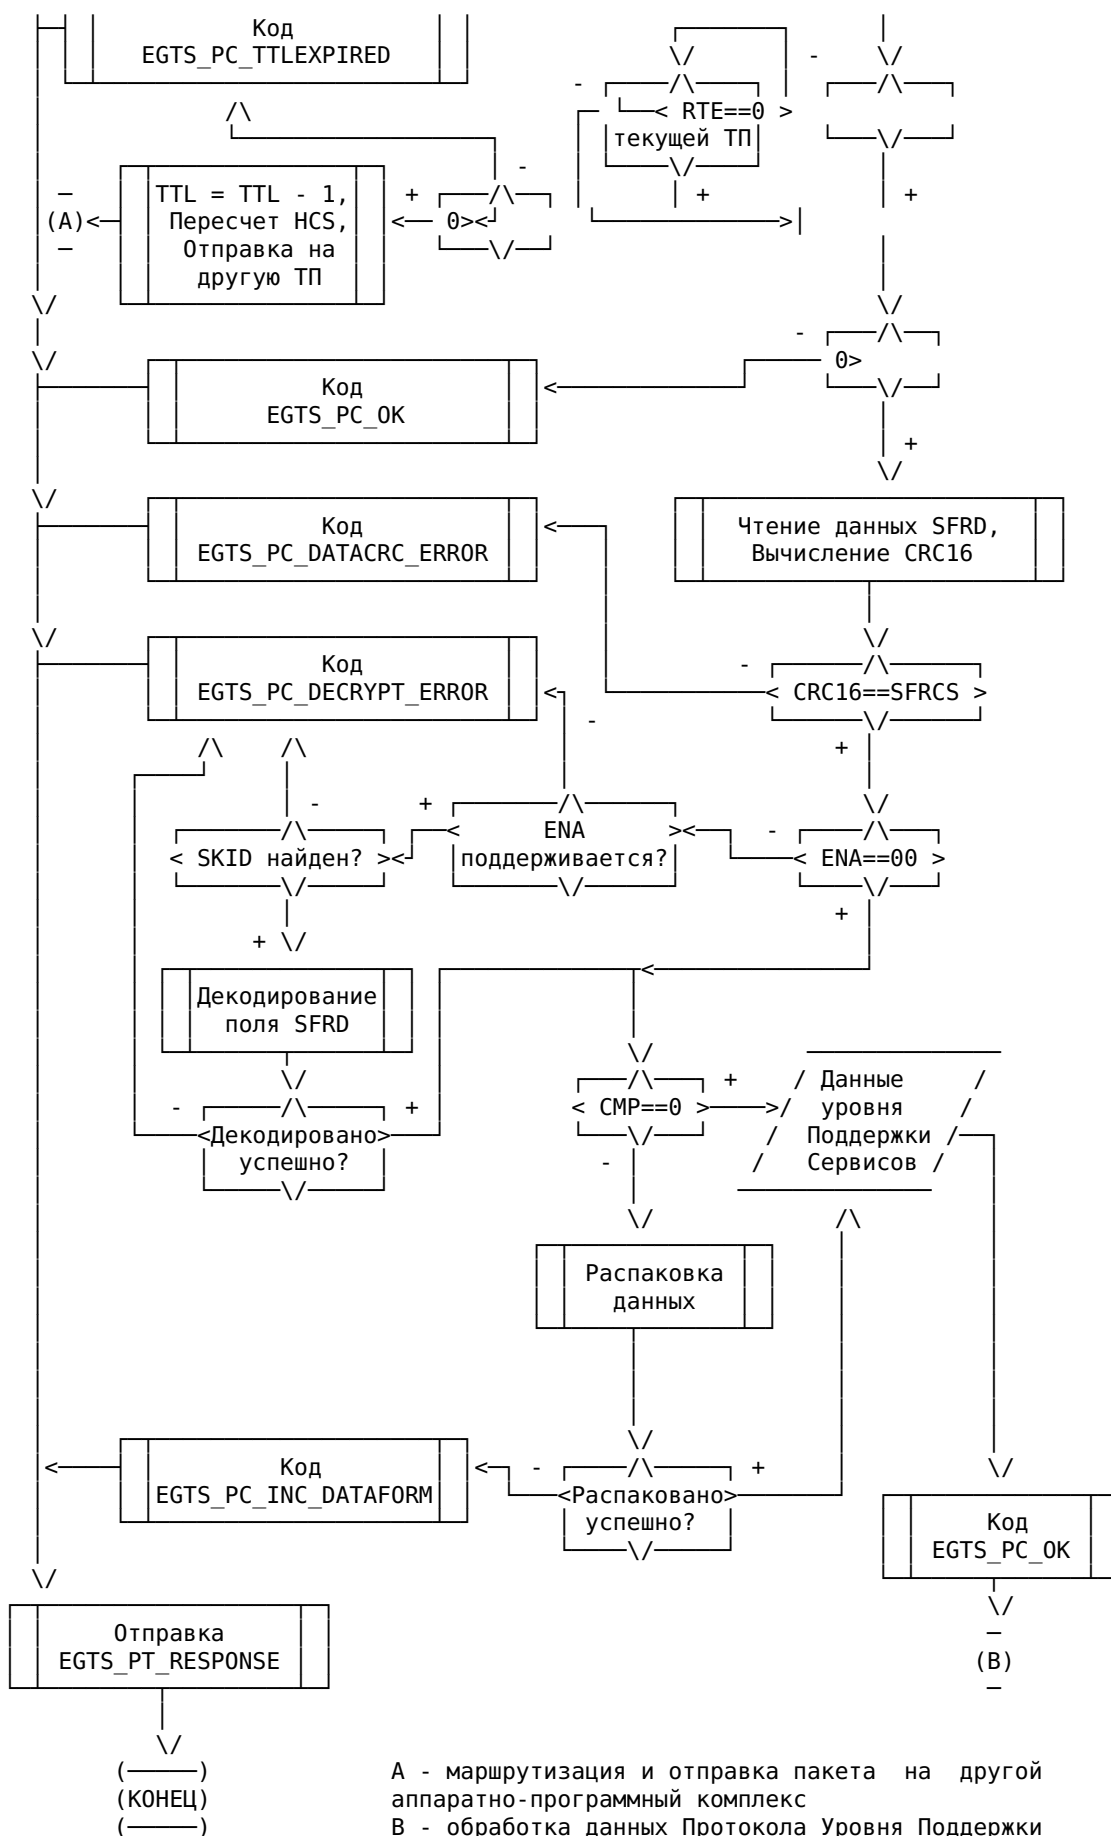 Код
EGTS_PC_TTLEXPIRED
-
-
RTE==0
текущей ТП
-
TTL = TTL - 1,
+
+
+
(A)
Пересчет HCS,
0>
Отправка на
другую ТП
-
0>
Код
EGTS_PC_OK
+
Код
Чтение данных SFRD,
EGTS_PC_DATACRC_ERROR
Вычисление CRC16
Код
-
EGTS_PC_DECRYPT_ERROR
< CRC16==SFRCS >
-
+
-
+
ENA
-
< SKID найден? >
поддерживается?
< ENA==00 >
+
+
Декодирование
поля SFRD
+
Данные
-
+
< CMP==0 >
уровня
<Декодировано>
Поддержки
успешно?
-
Сервисов
Распаковка
данных
Код
-
+
EGTS_PC_INC_DATAFORM
<Распаковано>
успешно?
Код
EGTS_PC_OK
Отправка
EGTS_PT_RESPONSE
(B)
(КОНЕЦ)
А - маршрутизация и отправка пакета на другой
аппаратно-программный комплекс
В - обработка данных Протокола Уровня Поддержки